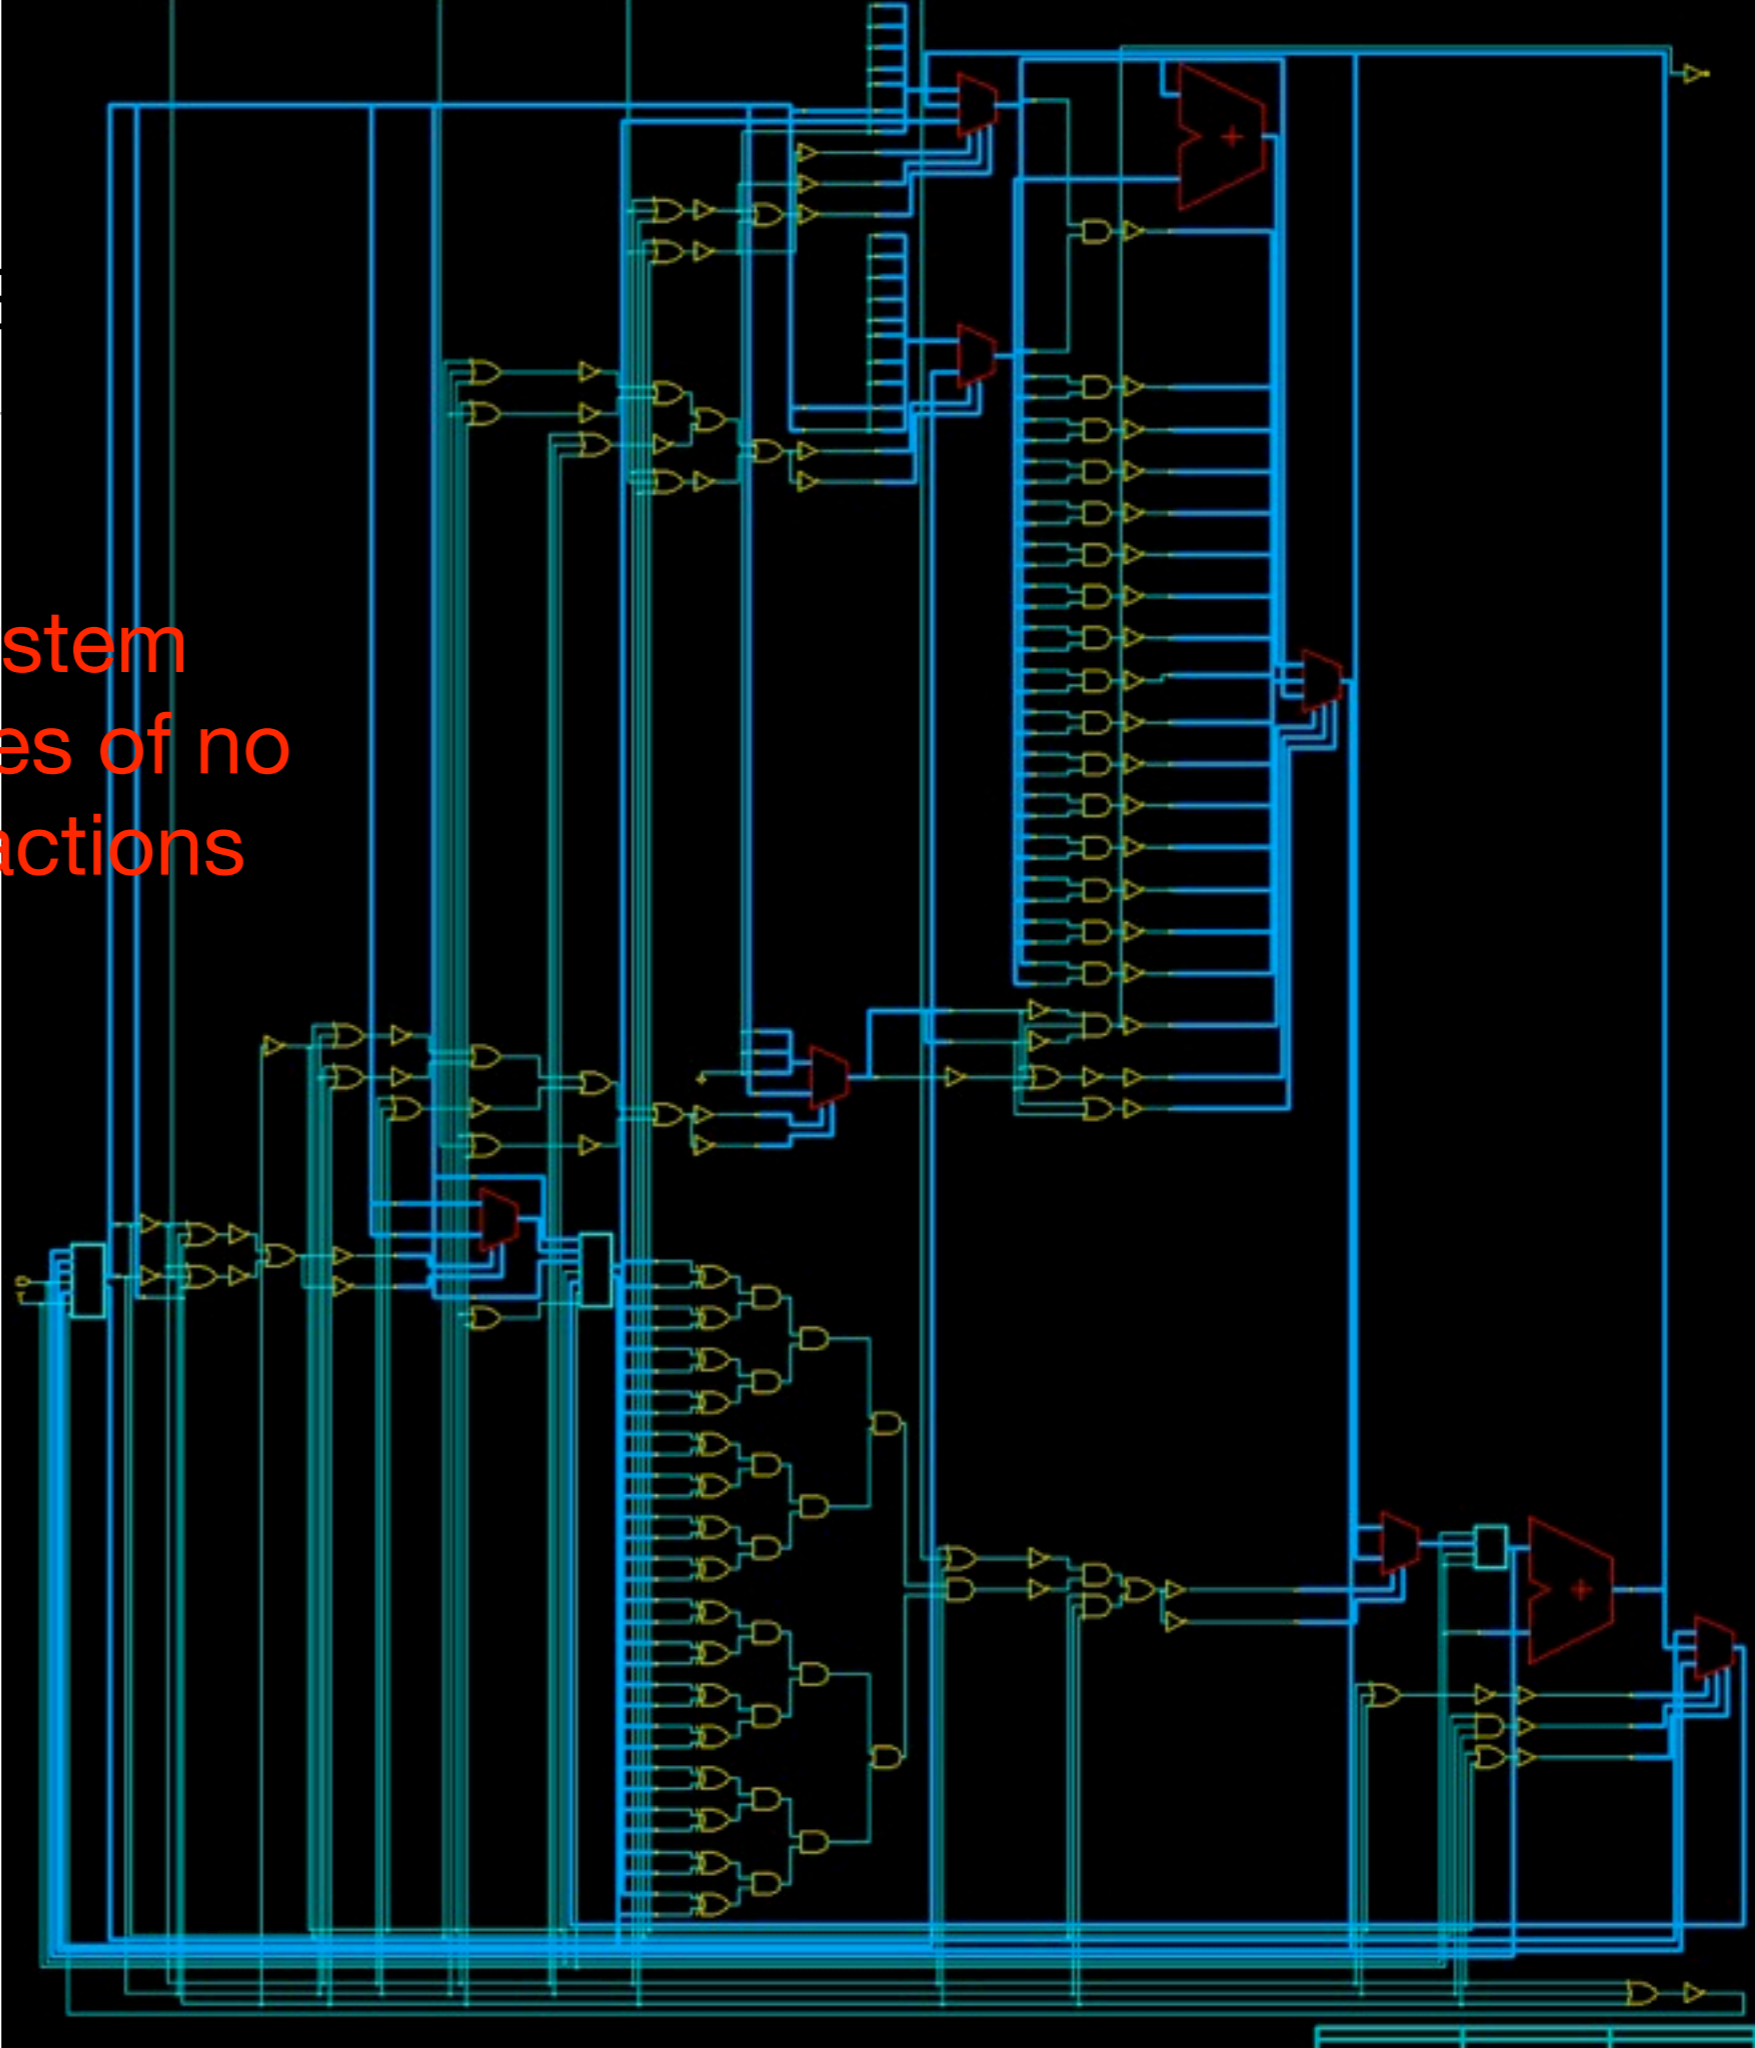 stem
es of no
actions